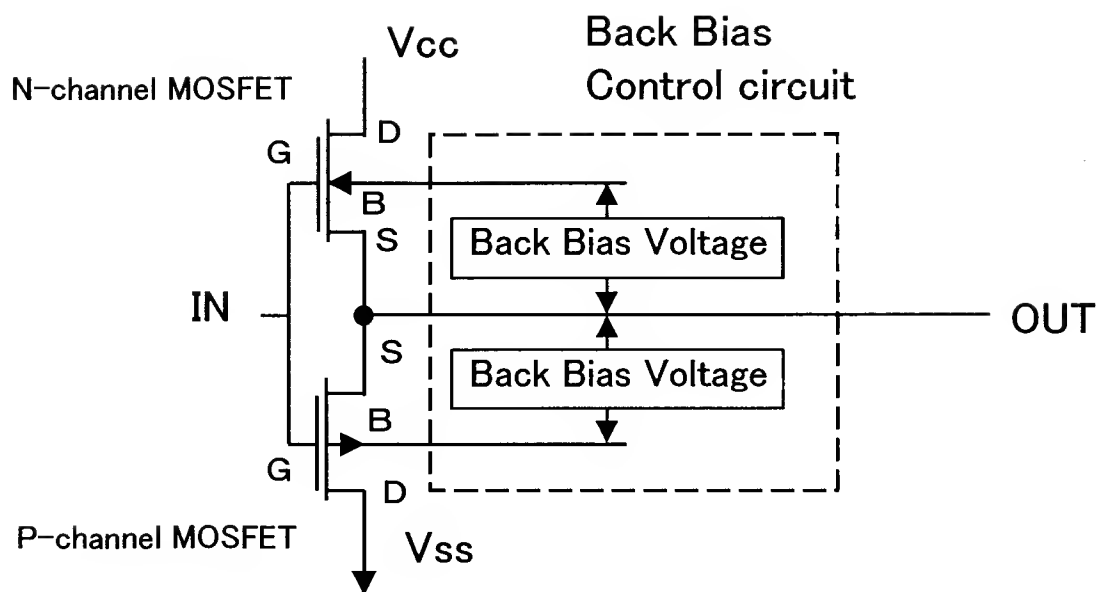 Vcc
Back Bias
Control circuit
N-channel MOSFET
D
G
B
S
Back Bias Voltage
IN
OUT
S
Back Bias Voltage
B
G
D
P-channel MOSFET
Vss